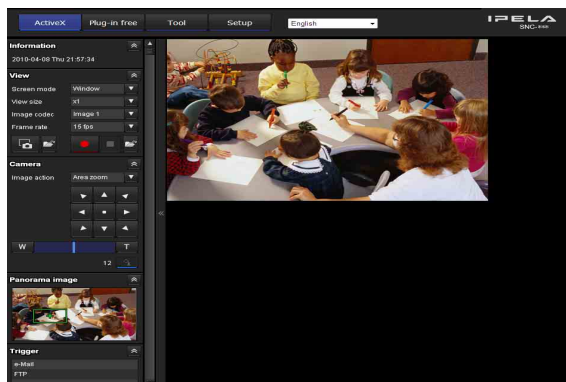 ActiveX Plug-in free Tool Setup English IPELA
Information
2010-04-08 Thu 21:57:34
View
Screen mode Window
View size x1
Image codec Image 1
Frame rate 15 fps
Camera
Image action Area zoom
W T
12
Panorama image
Trigger
e-Mail
FTP